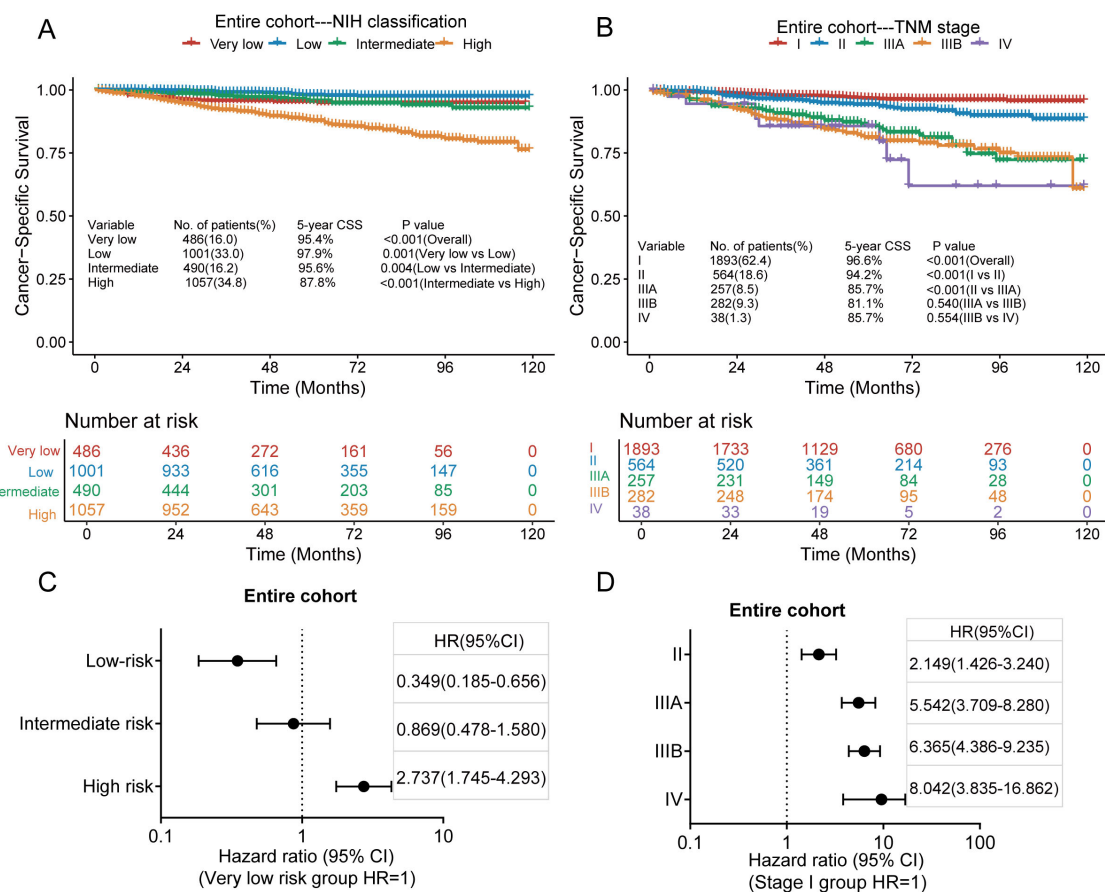 A
Entire cohort---NIH classification
Very low Low Intermediate High
Cancer-Specific Survival
1.00
0.75
0.50
0.25
0.00
Variable No. of patients(%) 5-year CSS P value
Very low 486(16.0) 95.4% <0.001(Overall)
Low 1001(33.0) 97.9% 0.001(Very low vs Low)
Intermediate 490(16.2) 95.6% 0.004(Low vs Intermediate)
High 1057(34.8) 87.8% <0.001(Intermediate vs High)
0 24 48 72 96 120
Time (Months)
Number at risk
Very low 486 436 272 161 56 0
Low 1001 933 616 355 147 0
ermediate 490 444 301 203 85 0
High 1057 952 643 359 159 0
0 24 48 72 96 120
Time (Months)
B
Entire cohort---TNM stage
I II IIIA IIIB IV
Cancer-Specific Survival
1.00
0.75
0.50
0.25
0.00
Variable No. of patients(%) 5-year CSS P value
I 1893(62.4) 96.6% <0.001(Overall)
II 564(18.6) 94.2% <0.001(I vs II)
IIIA 257(8.5) 85.7% <0.001(II vs IIIA)
IIIB 282(9.3) 81.1% 0.540(IIIA vs IIIB)
IV 38(1.3) 85.7% 0.554(IIIB vs IV)
0 24 48 72 96 120
Time (Months)
Number at risk
I 1893 1733 1129 680 276 0
II 564 520 361 214 93 0
IIIA 257 231 149 84 28 0
IIIB 282 248 174 95 48 0
IV 38 33 19 5 2 0
0 24 48 72 96 120
Time (Months)
C
Entire cohort
HR(95%CI)
Low-risk 0.349(0.185-0.656)
Intermediate risk 0.869(0.478-1.580)
High risk 2.737(1.745-4.293)
0.1 1 10
Hazard ratio (95% CI)
(Very low risk group HR=1)
D
Entire cohort
HR(95%CI)
II 2.149(1.426-3.240)
IIIA 5.542(3.709-8.280)
IIIB 6.365(4.386-9.235)
IV 8.042(3.835-16.862)
0.1 1 10 100
Hazard ratio (95% CI)
(Stage I group HR=1)